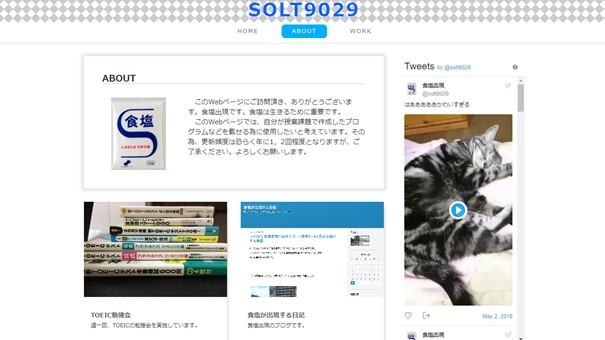 SOLT9029
HOME
ABOUT
WORK
ABOUT
食塩
このWebページにご訪問頂き、ありがとうございま
す。食塩出現です。食塩は生きるために重要です。
このWebページでは、自分が授業課題で作成したプロ
グラムなどを載せる為に使用したいと考えています。その
為、更新頻度は恐らく年に1，2回程度となりますが、ご
了承ください。よろしくお願いします。
TOEIC勉強会
週一回、TOEICの勉強会を実施しています。
食塩が出現する日記
食塩が出現する日記
食塩出現のブログです。
Tweets by @solt9029
食塩出現
@solt9029
はあああああかわいすぎる
May 2, 2018
食塩出現